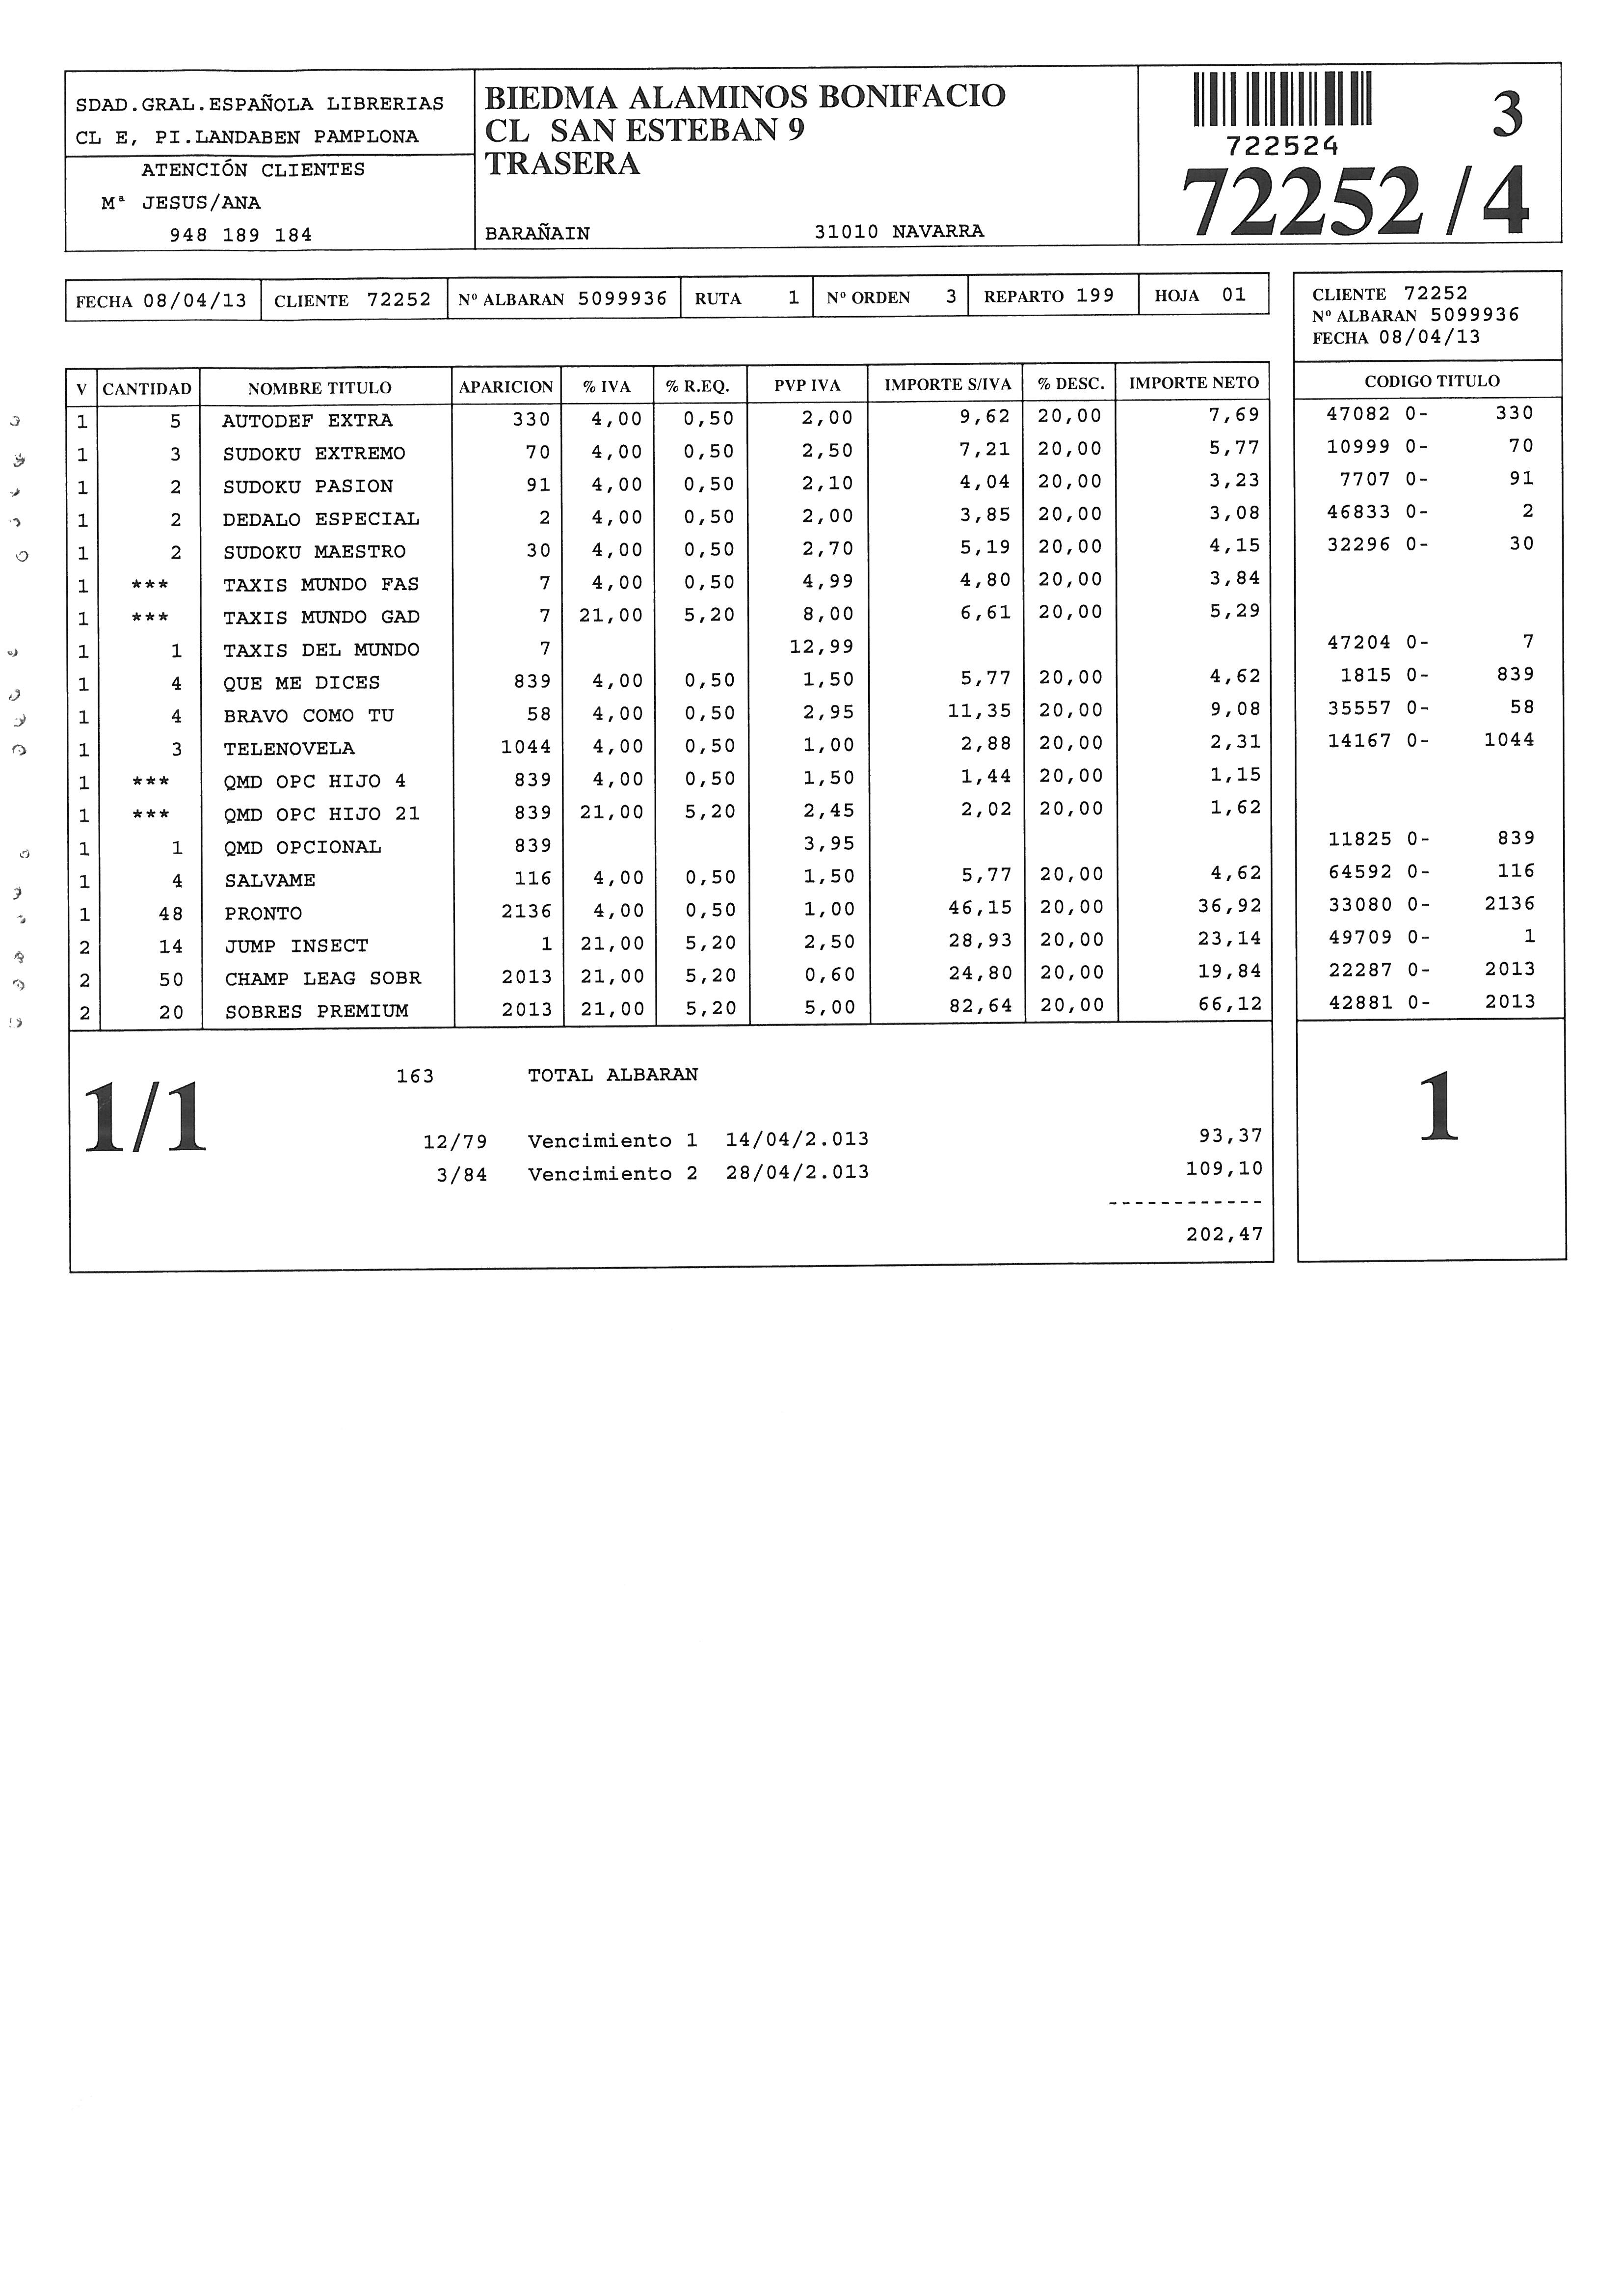 SDAD.GRAL.ESPAÑOLA LIBRERIAS
CL E, PI.LANDABEN PAMPLONA
ATENCIÓN CLIENTES
Mª JESUS/ANA
948 189 184
BIEDMA ALAMINOS BONIFACIO
CL SAN ESTEBAN 9
TRASERA
BARAÑAIN 31010 NAVARRA
3
722524
72252 / 4
FECHA 08/04/13 CLIENTE 72252 Nº ALBARAN 5099936 RUTA 1 Nº ORDEN 3 REPARTO 199 HOJA 01
CLIENTE 72252
Nº ALBARAN 5099936
FECHA 08/04/13
V CANTIDAD NOMBRE TITULO APARICION % IVA % R.EQ. PVP IVA IMPORTE S/IVA % DESC. IMPORTE NETO CODIGO TITULO
1 5 AUTODEF EXTRA 330 4,00 0,50 2,00 9,62 20,00 7,69 47082 0- 330
1 3 SUDOKU EXTREMO 70 4,00 0,50 2,50 7,21 20,00 5,77 10999 0- 70
1 2 SUDOKU PASION 91 4,00 0,50 2,10 4,04 20,00 3,23 7707 0- 91
1 2 DEDALO ESPECIAL 2 4,00 0,50 2,00 3,85 20,00 3,08 46833 0- 2
1 2 SUDOKU MAESTRO 30 4,00 0,50 2,70 5,19 20,00 4,15 32296 0- 30
1 *** TAXIS MUNDO FAS 7 4,00 0,50 4,99 4,80 20,00 3,84
1 *** TAXIS MUNDO GAD 7 21,00 5,20 8,00 6,61 20,00 5,29
1 1 TAXIS DEL MUNDO 7 12,99 47204 0- 7
1 4 QUE ME DICES 839 4,00 0,50 1,50 5,77 20,00 4,62 1815 0- 839
1 4 BRAVO COMO TU 58 4,00 0,50 2,95 11,35 20,00 9,08 35557 0- 58
1 3 TELENOVELA 1044 4,00 0,50 1,00 2,88 20,00 2,31 14167 0- 1044
1 *** QMD OPC HIJO 4 839 4,00 0,50 1,50 1,44 20,00 1,15
1 *** QMD OPC HIJO 21 839 21,00 5,20 2,45 2,02 20,00 1,62
1 1 QMD OPCIONAL 839 3,95 11825 0- 839
1 4 SALVAME 116 4,00 0,50 1,50 5,77 20,00 4,62 64592 0- 116
1 48 PRONTO 2136 4,00 0,50 1,00 46,15 20,00 36,92 33080 0- 2136
2 14 JUMP INSECT 1 21,00 5,20 2,50 28,93 20,00 23,14 49709 0- 1
2 50 CHAMP LEAG SOBR 2013 21,00 5,20 0,60 24,80 20,00 19,84 22287 0- 2013
2 20 SOBRES PREMIUM 2013 21,00 5,20 5,00 82,64 20,00 66,12 42881 0- 2013
1/1
163 TOTAL ALBARAN
12/79 Vencimiento 1 14/04/2.013 93,37
3/84 Vencimiento 2 28/04/2.013 109,10
------------
202,47
1